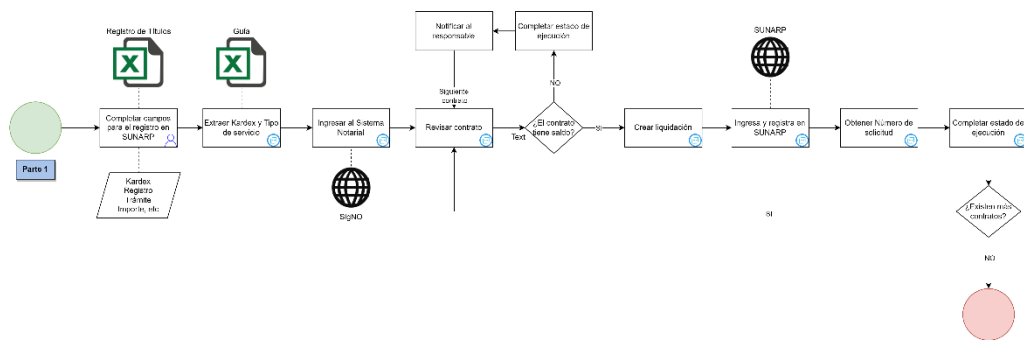 Registro de Títulos
Guía
Notificar al
responsable
Completar estado de
ejecución
SUNARP
NO
Siguiente
contrato
Completar campos
para el registro en
SUNARP
Extraer Kardex y Tipo
de servicio
Ingresar al Sistema
Notarial
Revisar contrato
Text
¿El contrato
tiene saldo?
SI
Crear liquidación
Ingresa y registra en
SUNARP
Obtener Número de
solicitud
Completar estado de
ejecución
Parte 1
Kardex
Registro
Trámite
Importe, etc
SigNO
SI
¿Existen más
contratos?
NO